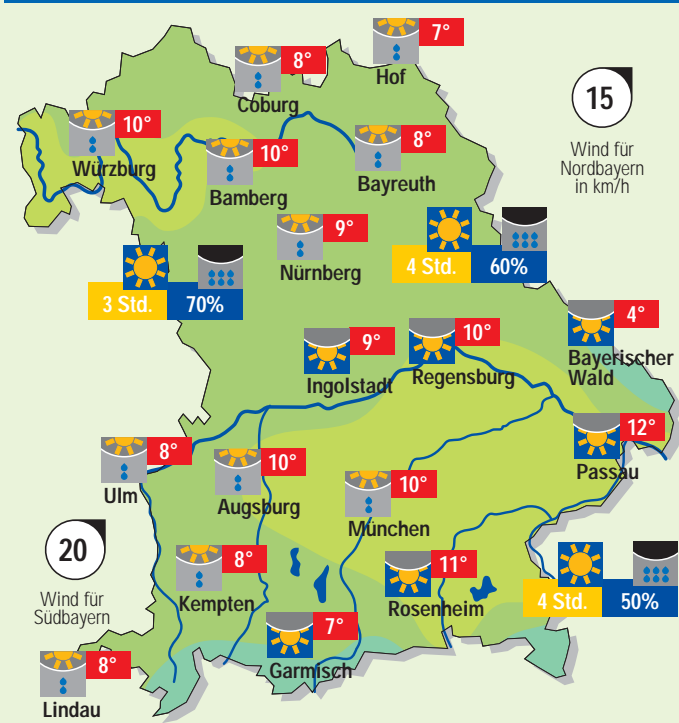 7°
Hof
8°
Coburg
15
Wind für
Nordbayern
in km/h
10°
Würzburg
10°
Bamberg
8°
Bayreuth
9°
Nürnberg
3 Std. 70%
4 Std. 60%
4°
Bayerischer
Wald
9°
Ingolstadt
10°
Regensburg
12°
Passau
8°
Ulm
10°
Augsburg
10°
München
20
Wind für
Südbayern
8°
Kempten
11°
Rosenheim
4 Std. 50%
7°
Garmisch
8°
Lindau